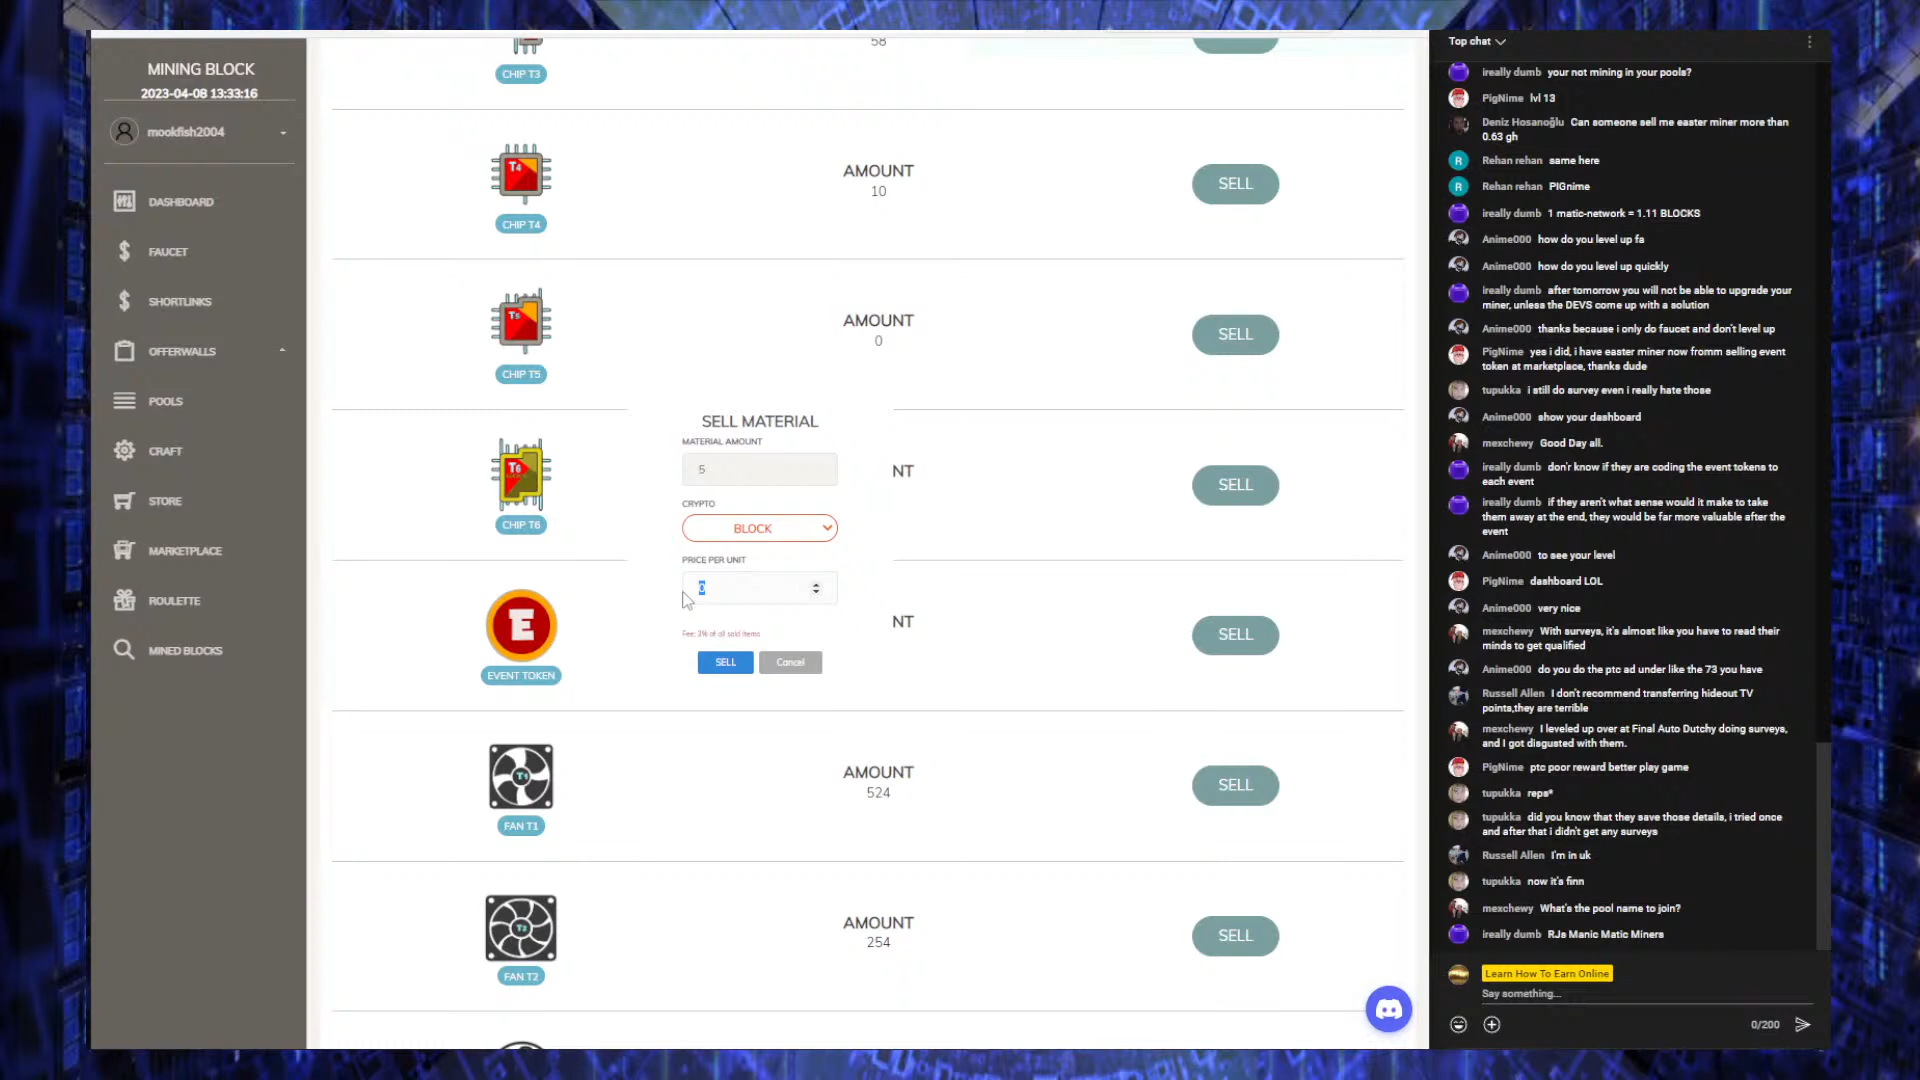 MINING BLOCK
2023-04-08 13:33:16
mookfish2004
DASHBOARD
FAUCET
SHORTLINKS
OFFERWALLS
POOLS
CRAFT
STORE
MARKETPLACE
ROULETTE
MINED BLOCKS
58
CHIP T3
T4
CHIP T4
AMOUNT
10
SELL
T5
CHIP T5
AMOUNT
0
SELL
T6
CHIP T6
NT
SELL
E
EVENT TOKEN
NT
SELL
SELL MATERIAL
MATERIAL AMOUNT
5
CRYPTO
BLOCK
PRICE PER UNIT
0
Fee: 2% of all sold items
SELL
Cancel
T1
FAN T1
AMOUNT
524
SELL
T2
FAN T2
AMOUNT
254
SELL
Top chat
ireally dumb your not mining in your pools?
PigNime lvl 13
Deniz Hosanoğlu Can someone sell me easter miner more than
0.63 gh
R Rehan rehan same here
R Rehan rehan PIGnime
ireally dumb 1 matic-network = 1.11 BLOCKS
Anime000 how do you level up fa
Anime000 how do you level up quickly
ireally dumb after tomorrow you will not be able to upgrade your
miner, unless the DEVS come up with a solution
Anime000 thanks because i only do faucet and don't level up
PigNime yes i did, i have easter miner now fromm selling event
token at marketplace, thanks dude
tupukka i still do survey even i really hate those
Anime000 show your dashboard
mexchewy Good Day all.
ireally dumb don'r know if they are coding the event tokens to
each event
ireally dumb if they aren't what sense would it make to take
them away at the end, they would be far more valuable after the
event
Anime000 to see your level
PigNime dashboard LOL
Anime000 very nice
mexchewy With surveys, it's almost like you have to read their
minds to get qualified
Anime000 do you do the ptc ad under like the 73 you have
Russell Allen I don't recommend transferring hideout TV
points,they are terrible
mexchewy I leveled up over at Final Auto Dutchy doing surveys,
and I got disgusted with them.
PigNime ptc poor reward better play game
tupukka reps*
tupukka did you know that they save those details, i tried once
and after that i didn't get any surveys
Russell Allen I'm in uk
tupukka now it's finn
mexchewy What's the pool name to join?
ireally dumb RJs Manic Matic Miners
Learn How To Earn Online
Say something...
0/200